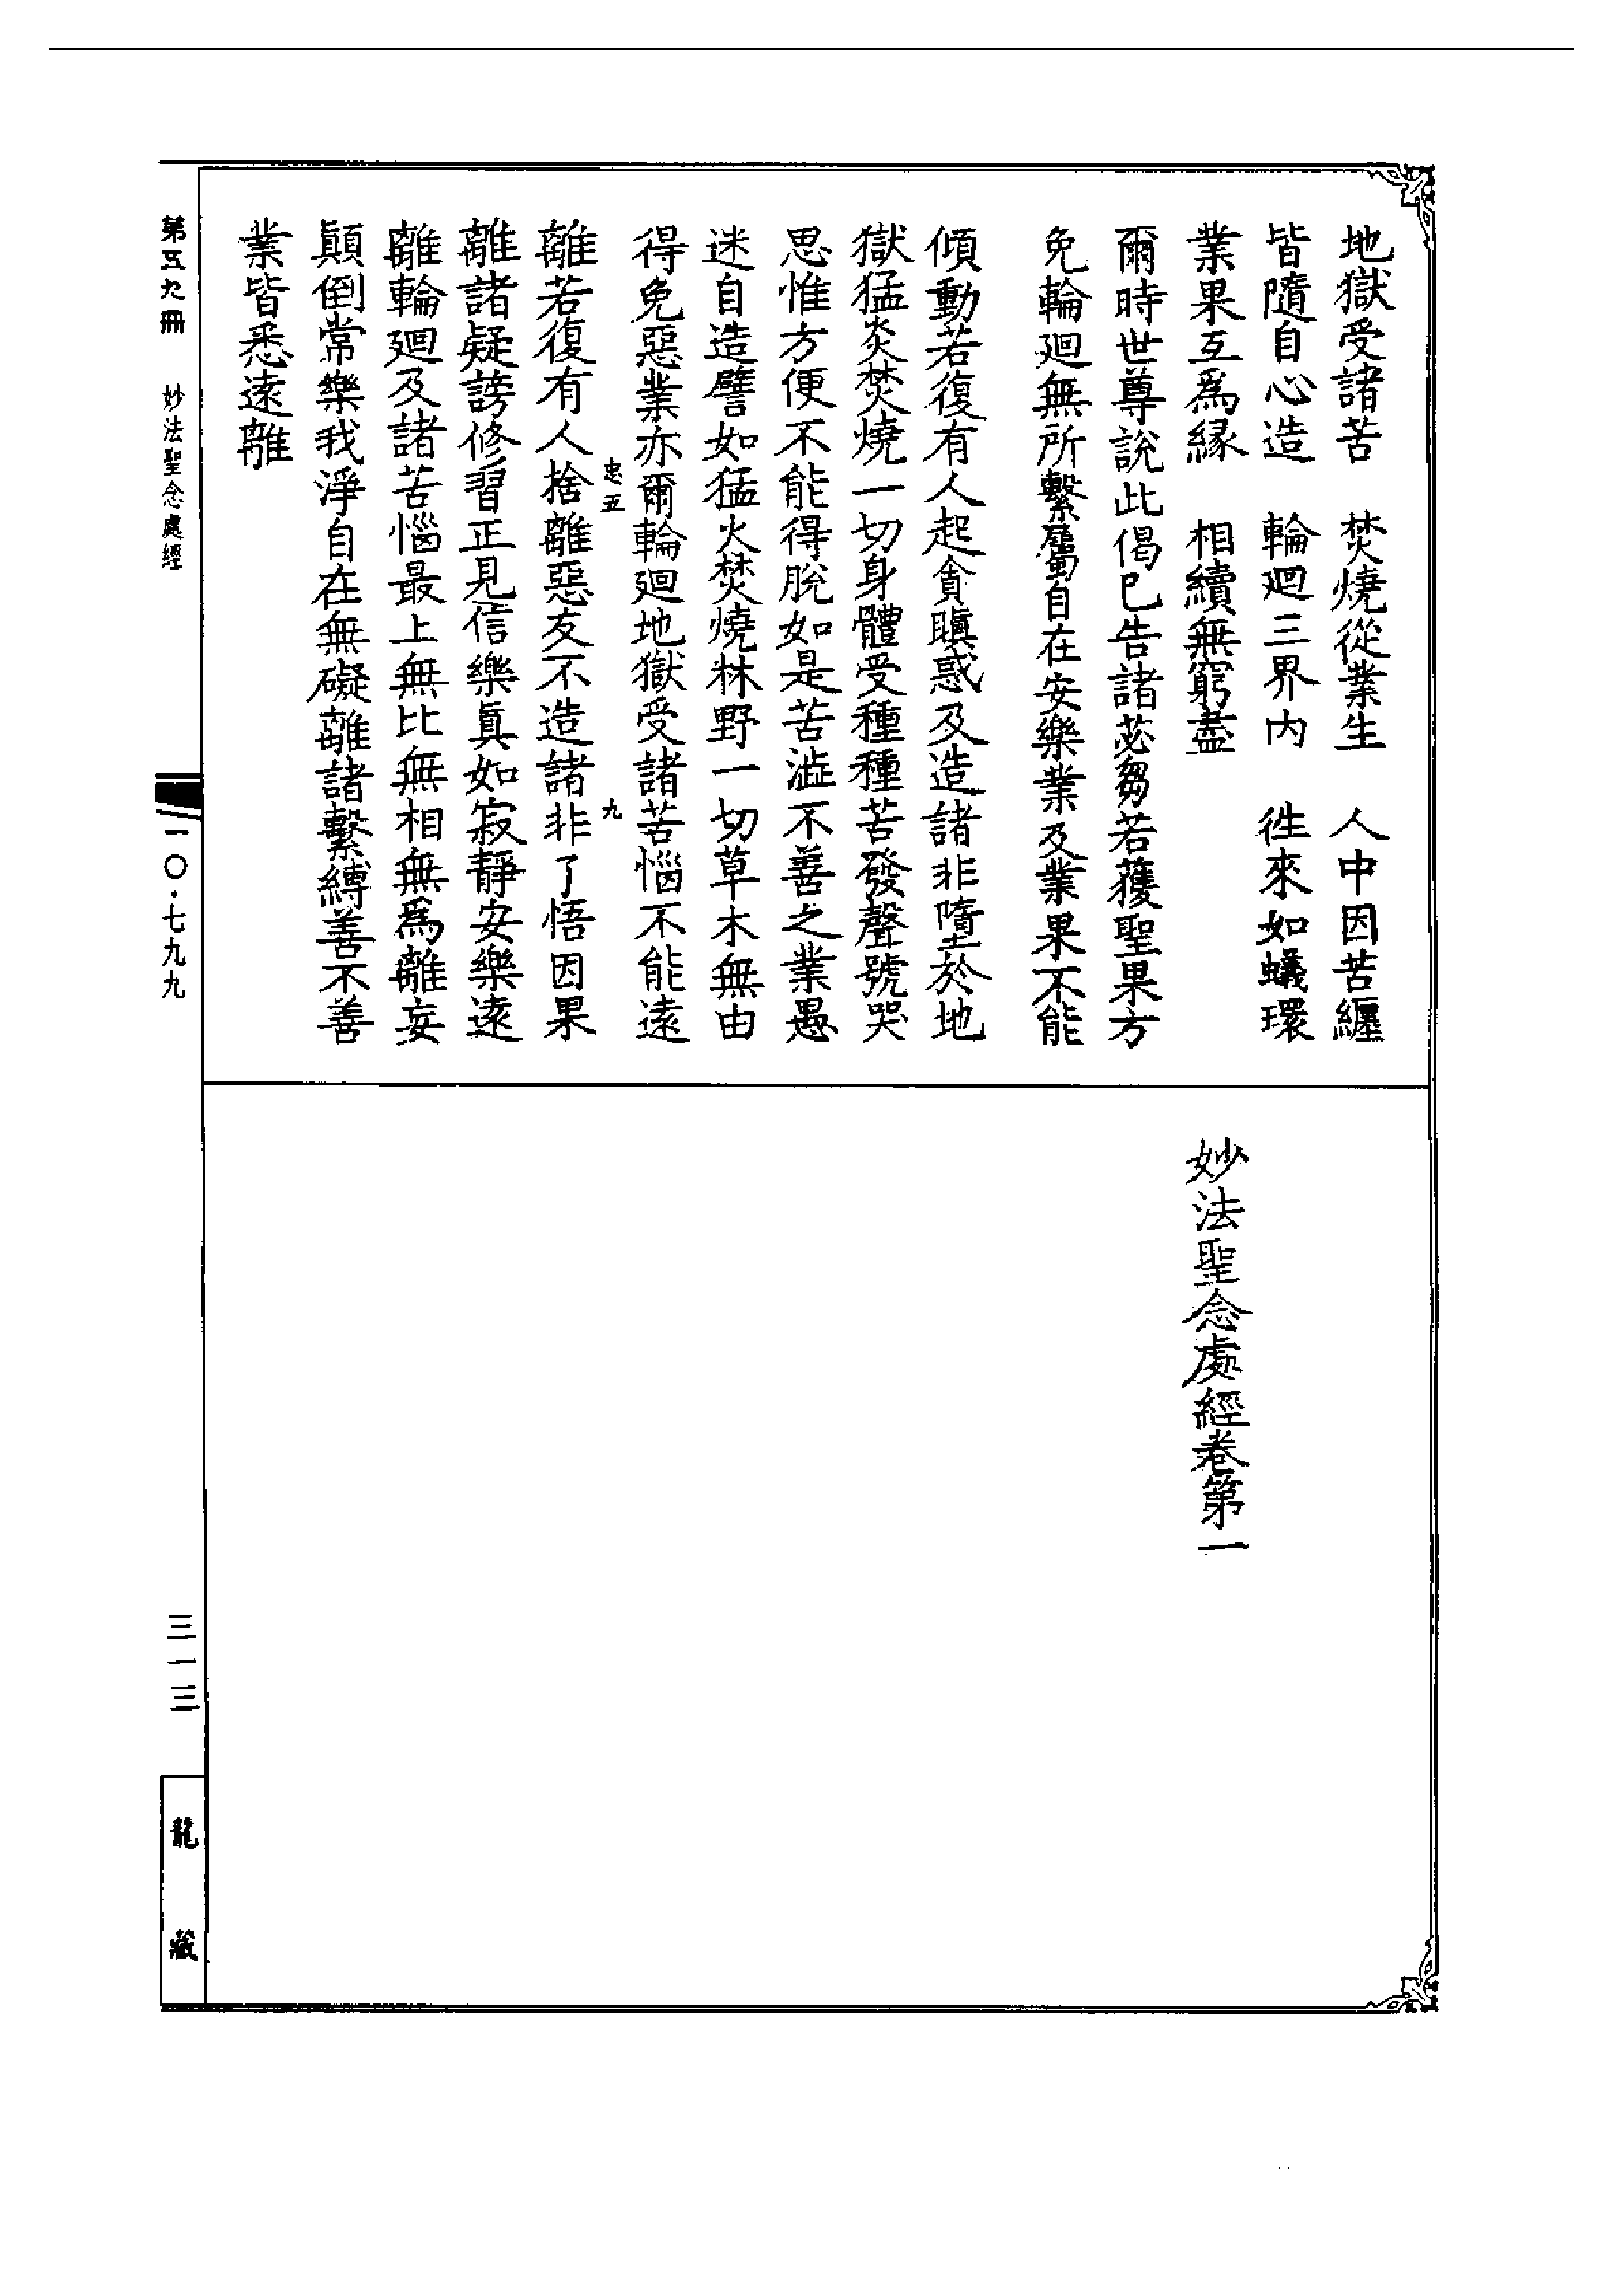 地獄受諸苦　焚燒從業生　人中因苦纏
皆隨自心造　輪廻三界內　徃來如蟻環
業果互爲緣　相續無窮盡
爾時世尊說此偈巳告諸苾芻若獲聖果方
免輪廻無所繫屬自在安樂業及業果不能
傾動若復有人起貪瞋惑及造諸非墮於地
獄猛炎焚燒一切身體受種種苦發聲號哭
思惟方便不能得脫如是苦澁不善之業愚
迷自造譬如猛火焚燒林野一切草木無由
得免惡業亦爾輪廻地獄受諸苦惱不能遠
忠五　九
離若復有人捨離惡友不造諸非了悟因果
離諸疑謗修習正見信樂眞如寂靜安樂遠
離輪廻及諸苦惱最上無比無相無爲離妄
顛倒常樂我淨自在無礙離諸繫縛善不善
業皆悉遠離
妙法聖念處經卷第一
第五九冊　妙法聖念處經　一〇·七九九　三一三　龍藏